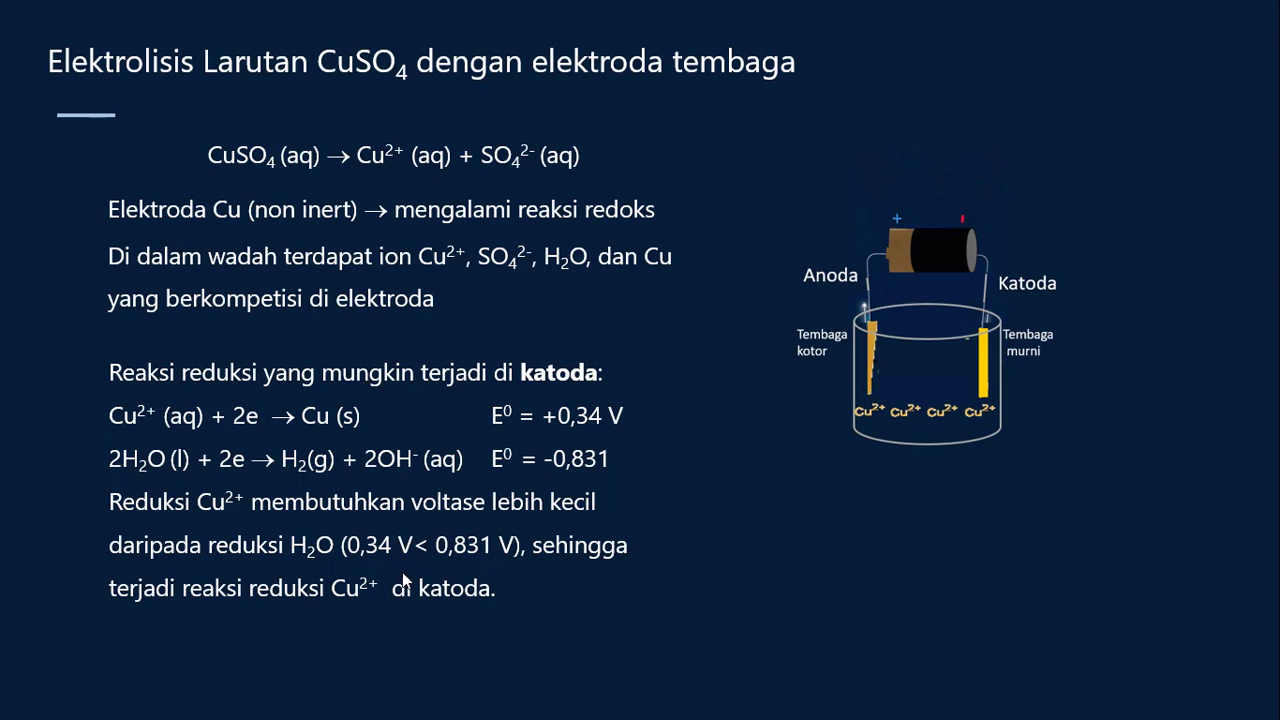 Elektrolisis Larutan CuSO₄ dengan elektroda tembaga
CuSO₄ (aq) → Cu²⁺ (aq) + SO₄²⁻ (aq)
Elektroda Cu (non inert) → mengalami reaksi redoks
Di dalam wadah terdapat ion Cu²⁺, SO₄²⁻, H₂O, dan Cu
yang berkompetisi di elektroda
Reaksi reduksi yang mungkin terjadi di katoda:
Cu²⁺ (aq) + 2e → Cu (s) E⁰ = +0,34 V
2H₂O (l) + 2e → H₂(g) + 2OH⁻ (aq) E⁰ = -0,831
Reduksi Cu²⁺ membutuhkan voltase lebih kecil
daripada reduksi H₂O (0,34 V< 0,831 V), sehingga
terjadi reaksi reduksi Cu²⁺ di katoda.
+ -
Anoda
Katoda
Tembaga
kotor
Tembaga
murni
Cu²⁺ Cu²⁺ Cu²⁺ Cu²⁺